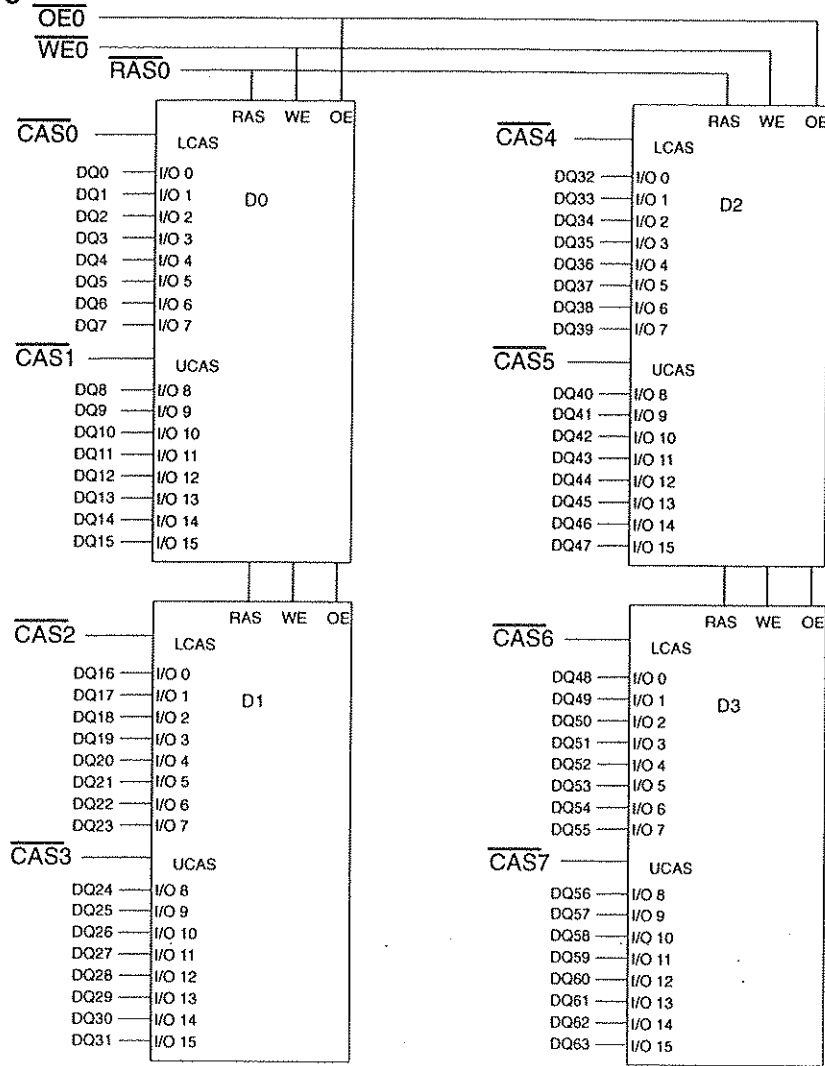 OE0
WE0
RAS0
RAS WE OE
CAS0
LCAS
DQ0 I/O 0
DQ1 I/O 1
D0
DQ2 I/O 2
DQ3 I/O 3
DQ4 I/O 4
DQ5 I/O 5
DQ6 I/O 6
DQ7 I/O 7
CAS1
UCAS
DQ8 I/O 8
DQ9 I/O 9
DQ10 I/O 10
DQ11 I/O 11
DQ12 I/O 12
DQ13 I/O 13
DQ14 I/O 14
DQ15 I/O 15
RAS WE OE
CAS2
LCAS
DQ16 I/O 0
DQ17 I/O 1
D1
DQ18 I/O 2
DQ19 I/O 3
DQ20 I/O 4
DQ21 I/O 5
DQ22 I/O 6
DQ23 I/O 7
CAS3
UCAS
DQ24 I/O 8
DQ25 I/O 9
DQ26 I/O 10
DQ27 I/O 11
DQ28 I/O 12
DQ29 I/O 13
DQ30 I/O 14
DQ31 I/O 15
RAS WE OE
CAS4
LCAS
DQ32 I/O 0
DQ33 I/O 1
D2
DQ34 I/O 2
DQ35 I/O 3
DQ36 I/O 4
DQ37 I/O 5
DQ38 I/O 6
DQ39 I/O 7
CAS5
UCAS
DQ40 I/O 8
DQ41 I/O 9
DQ42 I/O 10
DQ43 I/O 11
DQ44 I/O 12
DQ45 I/O 13
DQ46 I/O 14
DQ47 I/O 15
RAS WE OE
CAS6
LCAS
DQ48 I/O 0
DQ49 I/O 1
D3
DQ50 I/O 2
DQ51 I/O 3
DQ52 I/O 4
DQ53 I/O 5
DQ54 I/O 6
DQ55 I/O 7
CAS7
UCAS
DQ56 I/O 8
DQ57 I/O 9
DQ58 I/O 10
DQ59 I/O 11
DQ60 I/O 12
DQ61 I/O 13
DQ62 I/O 14
DQ63 I/O 15